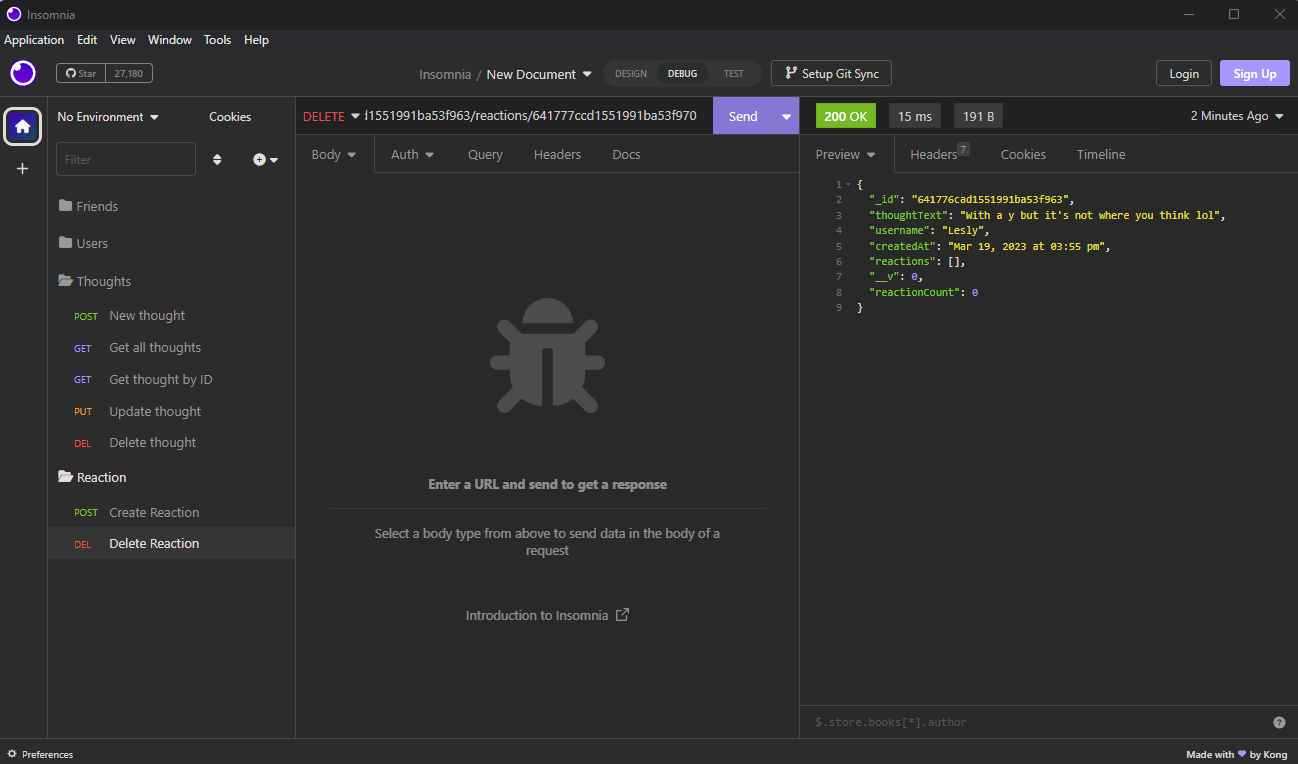 Insomnia
Application Edit View Window Tools Help
Star 27,180
Insomnia / New Document
DESIGN DEBUG TEST
Setup Git Sync
Login Sign Up
No Environment Cookies
Filter
Friends
Users
Thoughts
POST New thought
GET Get all thoughts
GET Get thought by ID
PUT Update thought
DEL Delete thought
Reaction
POST Create Reaction
DEL Delete Reaction
DELETE d1551991ba53f963/reactions/641777ccd1551991ba53f970 Send
Body Auth Query Headers Docs
Enter a URL and send to get a response
Select a body type from above to send data in the body of a
request
Introduction to Insomnia
200 OK 15 ms 191 B 2 Minutes Ago
Preview Headers 7 Cookies Timeline
1 {
2 "_id": "641776cad1551991ba53f963",
3 "thoughtText": "With a y but it's not where you think lol",
4 "username": "Lesly",
5 "createdAt": "Mar 19, 2023 at 03:55 pm",
6 "reactions": [],
7 "__v": 0,
8 "reactionCount": 0
9 }
$.store.books[*].author
?
Preferences
Made with ♥ by Kong